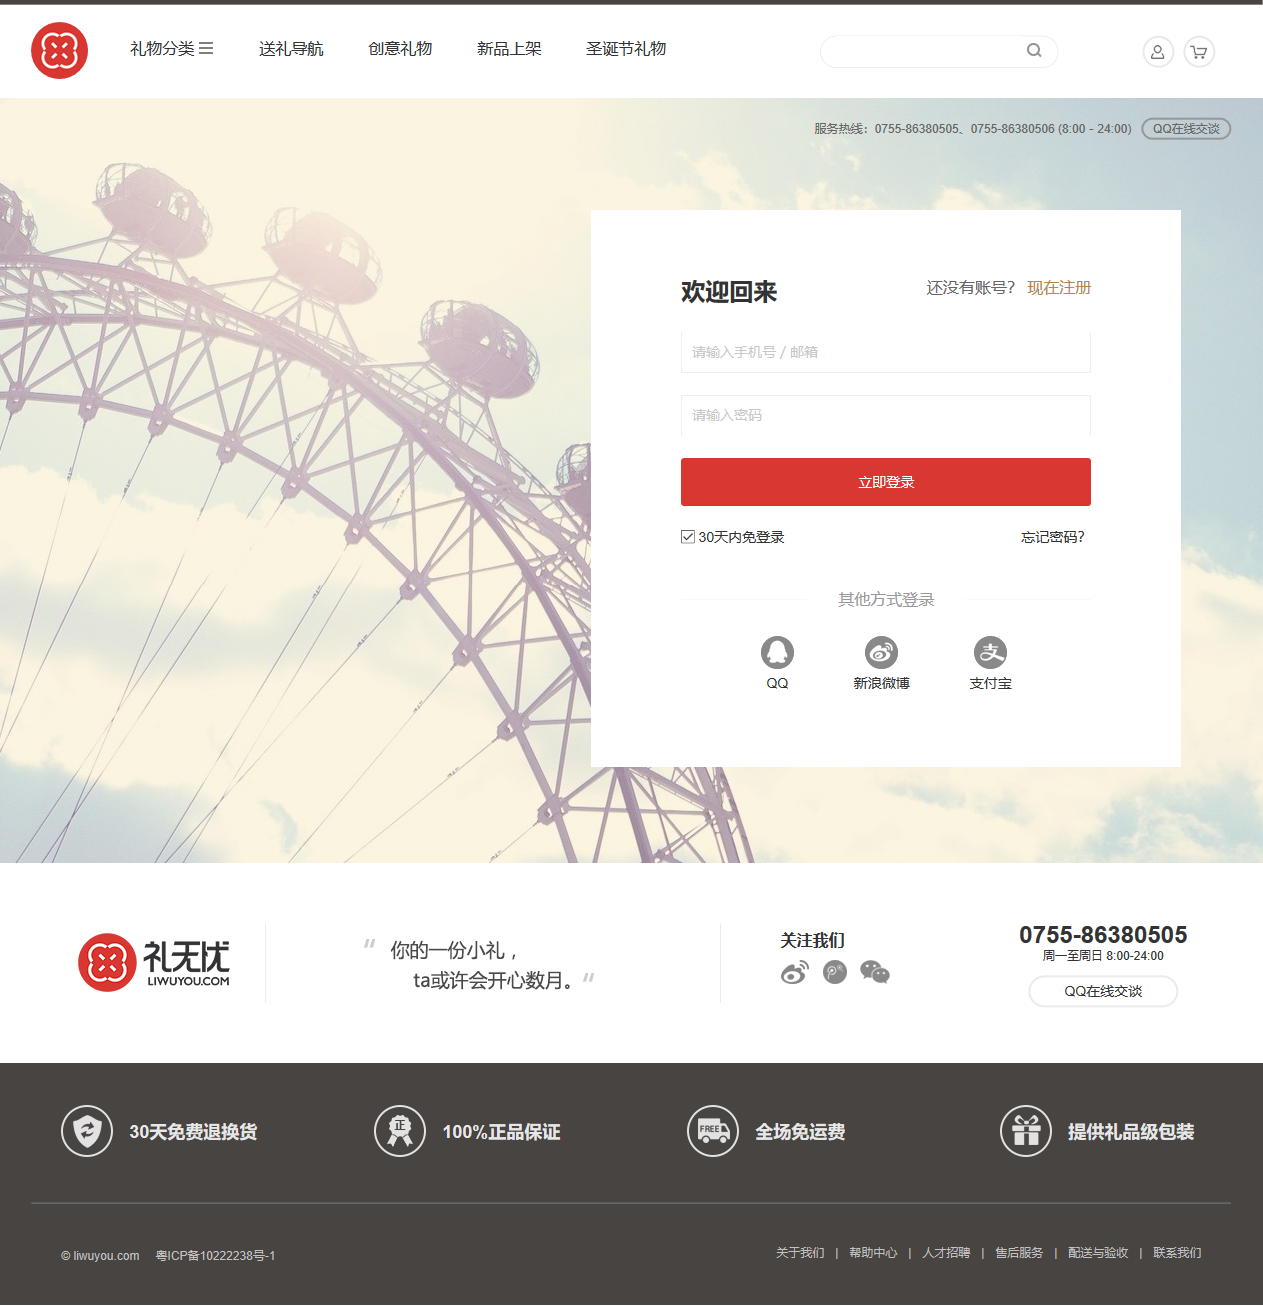 礼物分类 送礼导航 创意礼物 新品上架 圣诞节礼物
服务热线：0755-86380505、0755-86380506 (8:00 - 24:00) QQ在线交谈
欢迎回来 还没有账号？ 现在注册
请输入手机号 / 邮箱
请输入密码
立即登录
30天内免登录 忘记密码？
其他方式登录
支
QQ 新浪微博 支付宝
礼无忧
LIWUYOU.COM
“ 你的一份小礼，
ta或许会开心数月。“
关注我们
0755-86380505
周一至周日 8:00-24:00
QQ在线交谈
30天免费退换货
正
100%正品保证
FREE
全场免运费
提供礼品级包装
© liwuyou.com 粤ICP备10222238号-1
关于我们 | 帮助中心 | 人才招聘 | 售后服务 | 配送与验收 | 联系我们